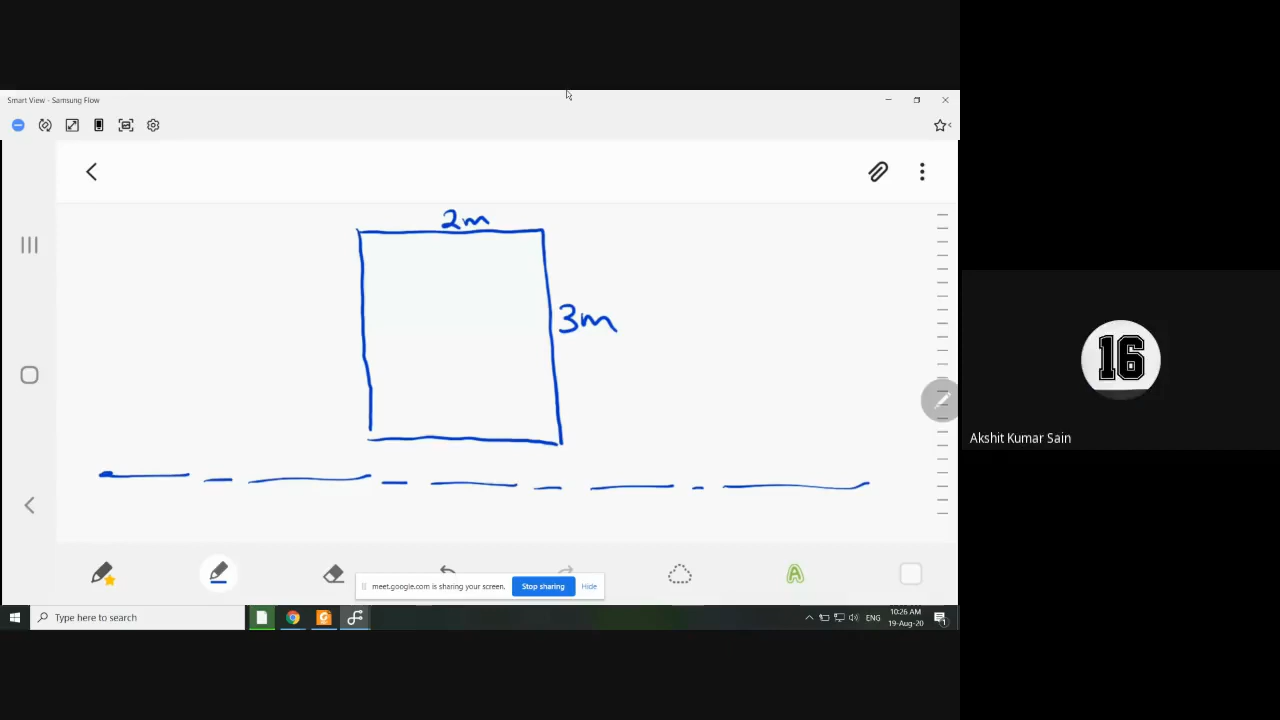 Smart View - Samsung Flow
2m
3m
16
Akshit Kumar Sain
A
meet.google.com is sharing your screen.
Stop sharing
Hide
Type here to search
ENG
10:26 AM
19-Aug-20
1